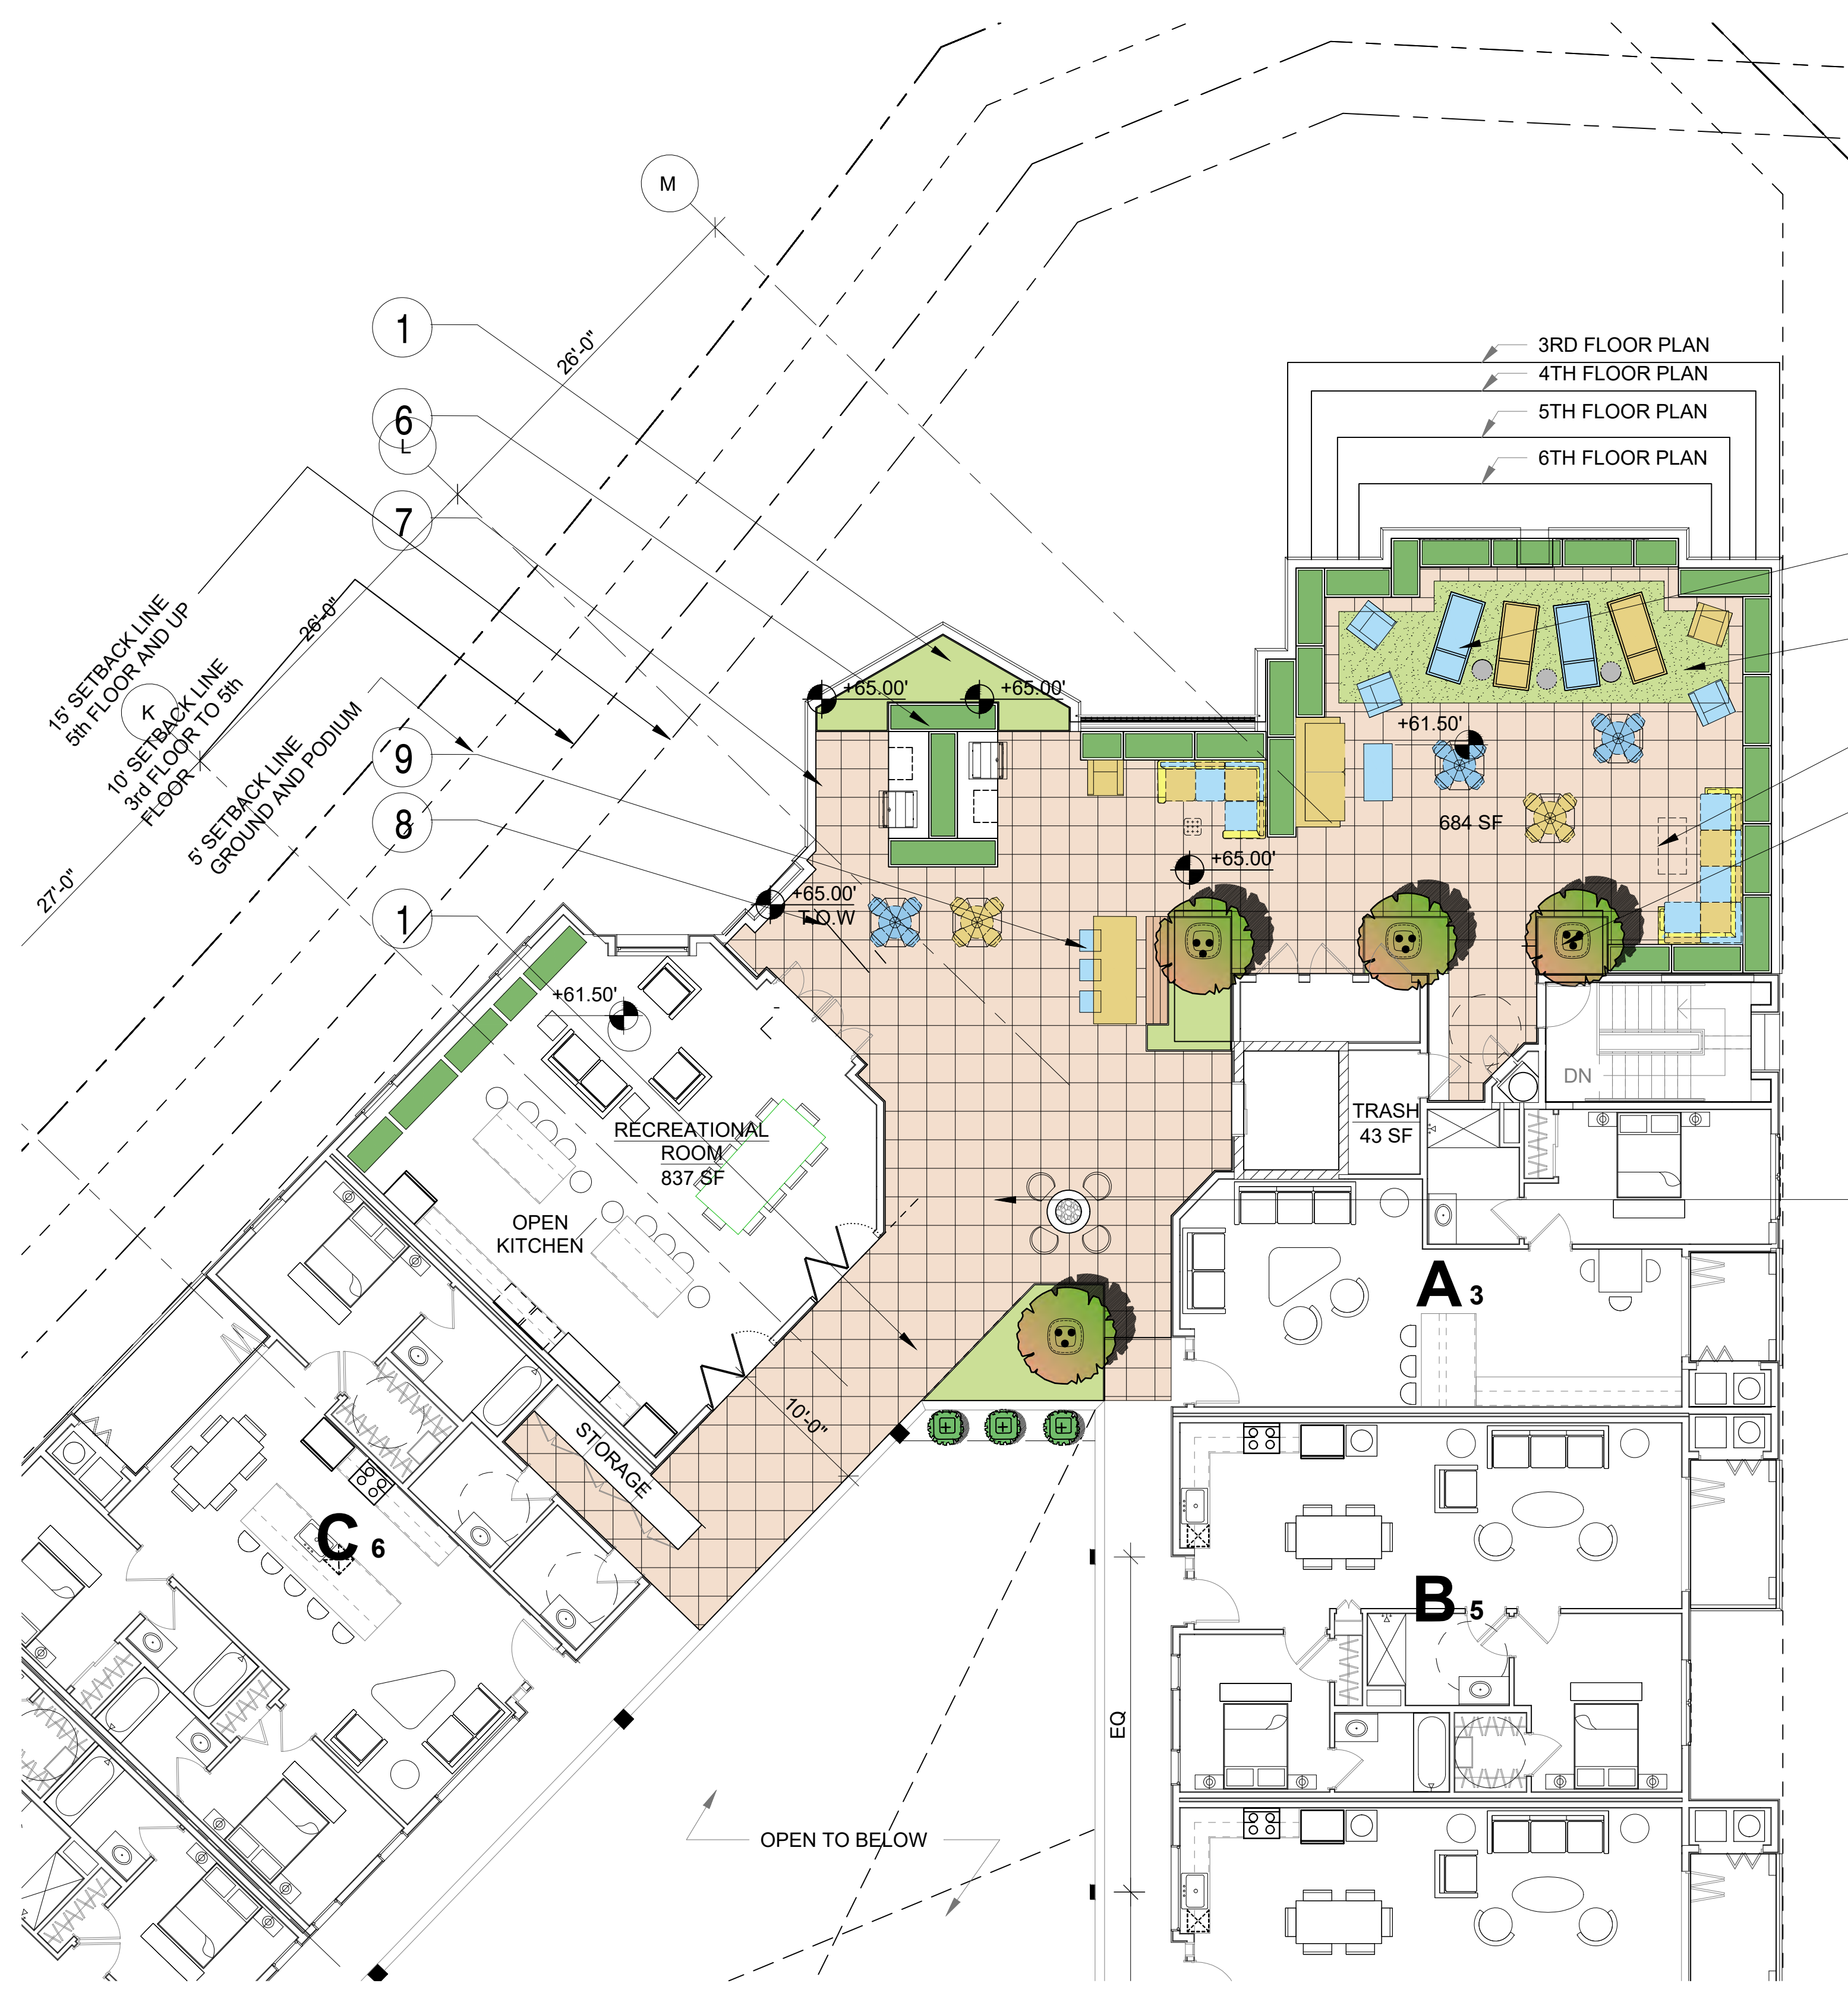 M
26'-0"
1
3RD FLOOR PLAN
4TH FLOOR PLAN
5TH FLOOR PLAN
6TH FLOOR PLAN
6
L
7
26'-0"
15' SETBACK LINE
5th FLOOR AND UP
K
10' SETBACK LINE
3rd FLOOR TO 5th
FLOOR
5' SETBACK LINE
GROUND AND PODIUM
27'-0"
9
8
1
+65.00'
+65.00'
+61.50'
684 SF
+65.00'
+65.00'
T.O.W
+61.50'
RECREATIONAL
ROOM
837 SF
OPEN
KITCHEN
TRASH
43 SF
DN
A 3
10'-0"
STORAGE
C 6
B 5
EQ
OPEN TO BELOW